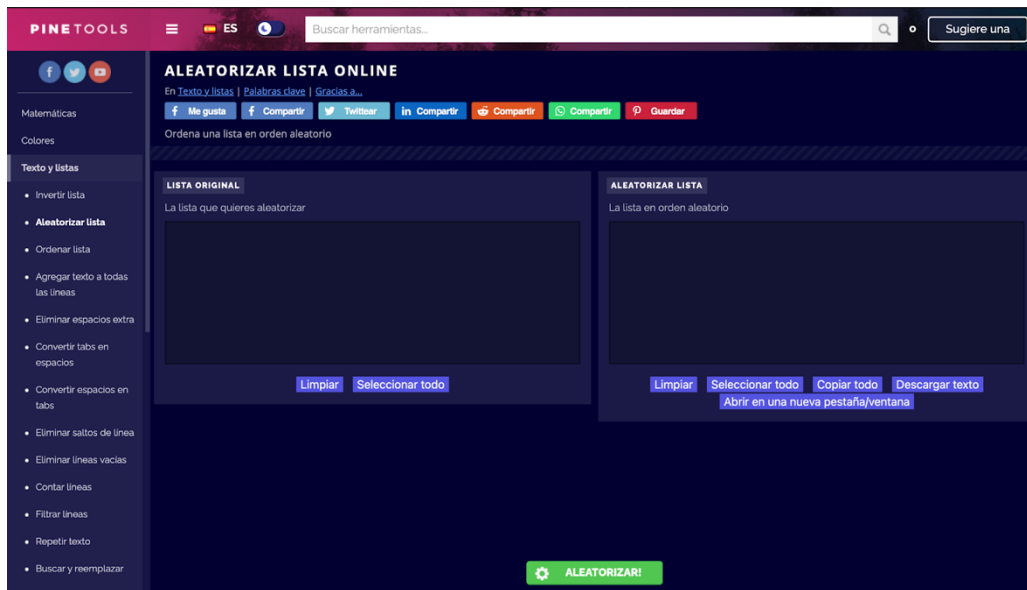 PINETOOLS
ES
Buscar herramientas...
o
Sugiere una
ALEATORIZAR LISTA ONLINE
En Texto y listas | Palabras clave | Gracias a...
Me gusta
Compartir
Twittear
Compartir
Compartir
Compartir
Guardar
Ordena una lista en orden aleatorio
Matemáticas
Colores
Texto y listas
Invertir lista
Aleatorizar lista
Ordenar lista
Agregar texto a todas
las líneas
Eliminar espacios extra
Convertir tabs en
espacios
Convertir espacios en
tabs
Eliminar saltos de línea
Eliminar líneas vacías
Contar líneas
Filtrar líneas
Repetir texto
Buscar y reemplazar
LISTA ORIGINAL
La lista que quieres aleatorizar
Limpiar
Seleccionar todo
ALEATORIZAR LISTA
La lista en orden aleatorio
Limpiar
Seleccionar todo
Copiar todo
Descargar texto
Abrir en una nueva pestaña/ventana
ALEATORIZAR!